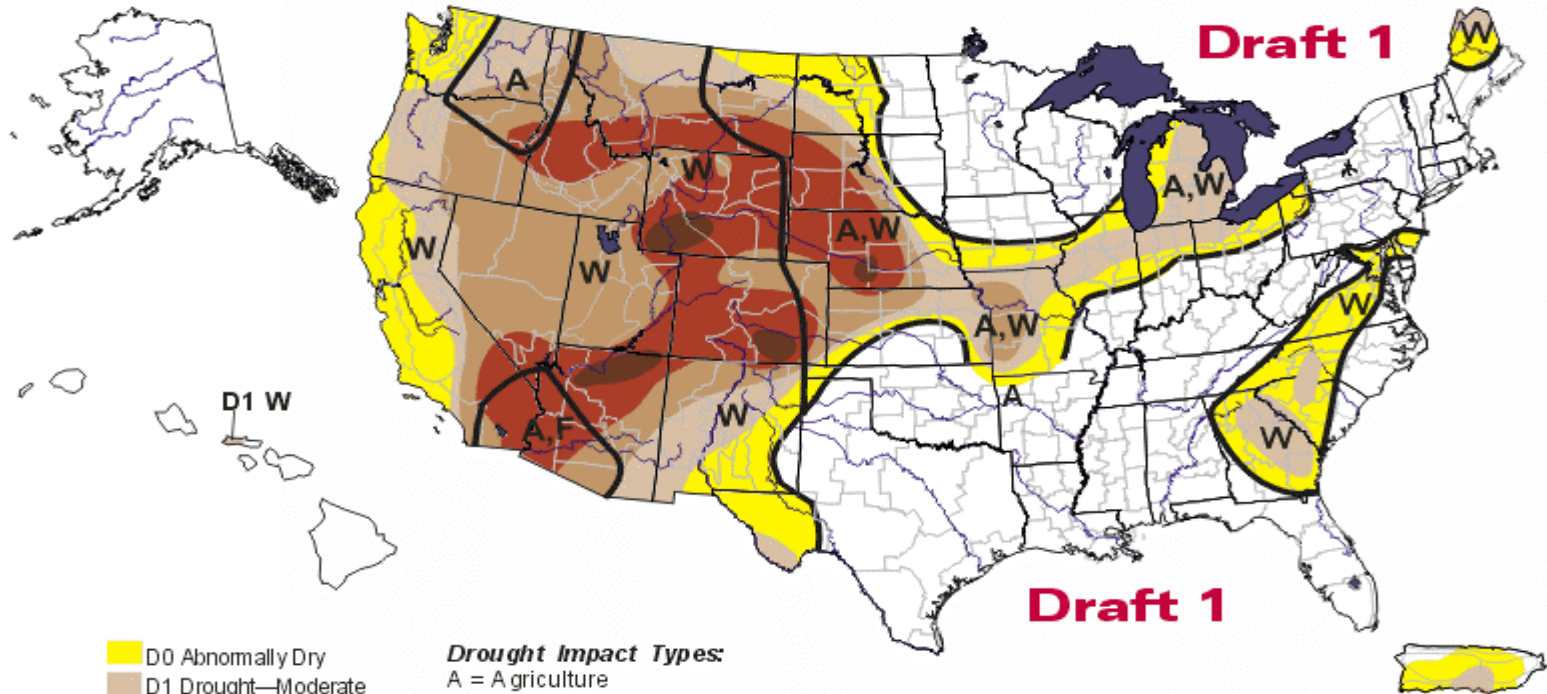 Draft 1
W
A
W
A,W
A,W
W
W
A,W
W
D1 W
A
W
A,F
W
Draft 1
D0 Abnormally Dry
D1 Drought—Moderate
Drought Impact Types:
A = Agriculture